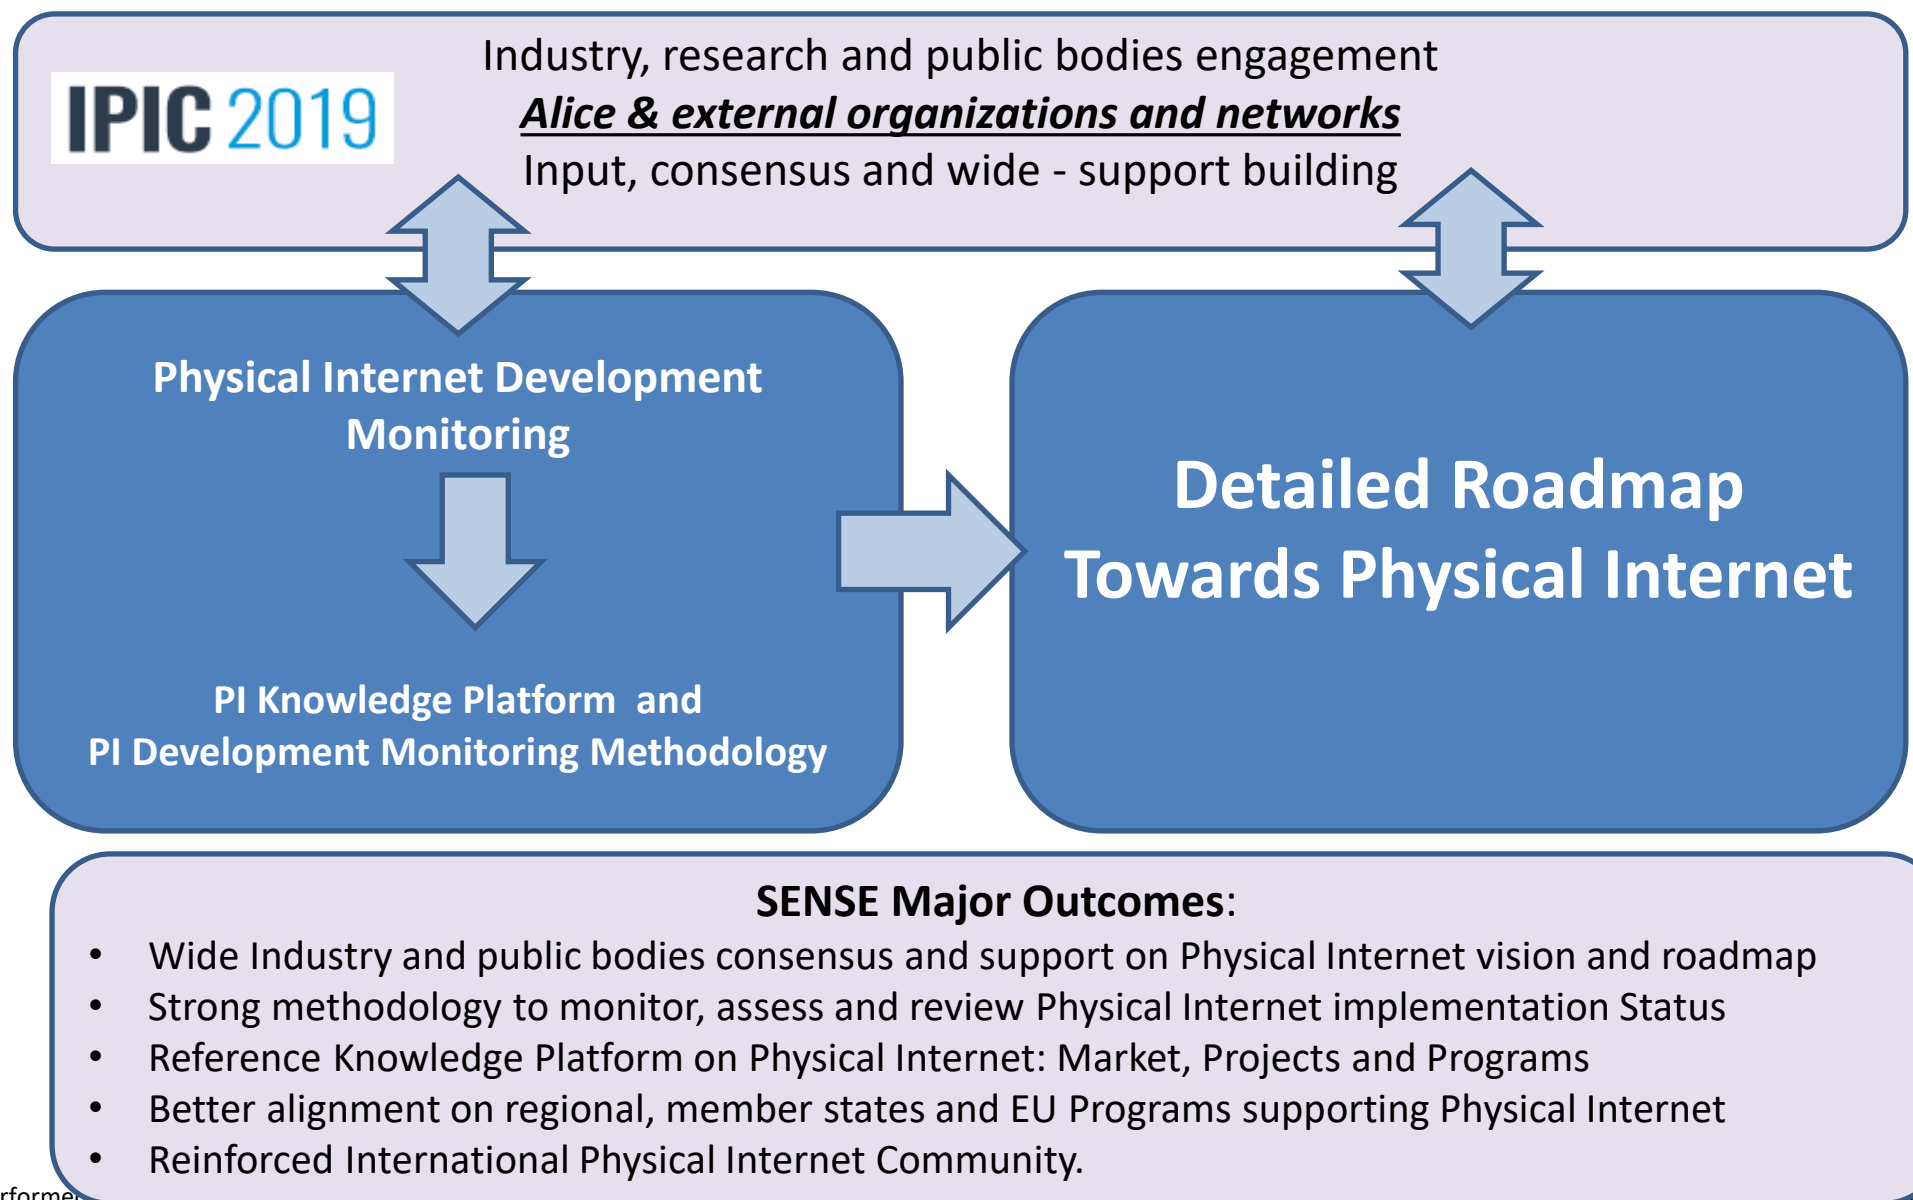 Industry, research and public bodies engagement
IPIC 2019
Alice & external organizations and networks
Input, consensus and wide - support building
Physical Internet Development
Monitoring
PI Knowledge Platform and
PI Development Monitoring Methodology
Detailed Roadmap
Towards Physical Internet
SENSE Major Outcomes:
• Wide Industry and public bodies consensus and support on Physical Internet vision and roadmap
• Strong methodology to monitor, assess and review Physical Internet implementation Status
• Reference Knowledge Platform on Physical Internet: Market, Projects and Programs
• Better alignment on regional, member states and EU Programs supporting Physical Internet
• Reinforced International Physical Internet Community.